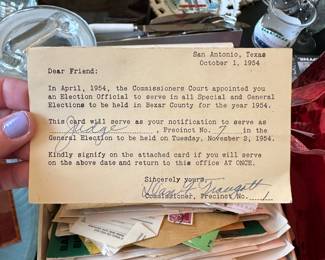 San Antonio, Texas
October 1, 1954
Dear Friend:
In April, 1954, the Commissioners Court appointed you
an Election Official to serve in all Special and General
Elections to be held in Bexar County for the year 1954.
This card will serve as your notification to serve as
Judge, Precinct No. 7 in the
General Election to be held on Tuesday, November 2, 1954.
Kindly signify on the attached card if you will serve
on the above date and return to this office AT ONCE.
Sincerely yours,
Traugott
Commissioner, Precinct No. 1